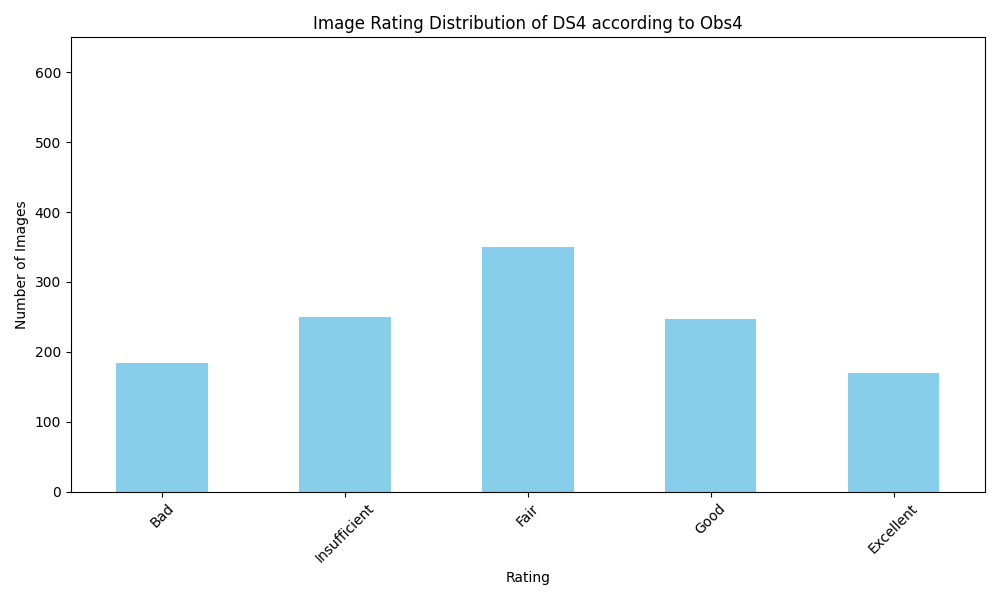 Image Rating Distribution of DS4 according to Obs4
Number of Images
600
500
400
300
200
100
0
Bad
Insufficient
Fair
Good
Excellent
Rating